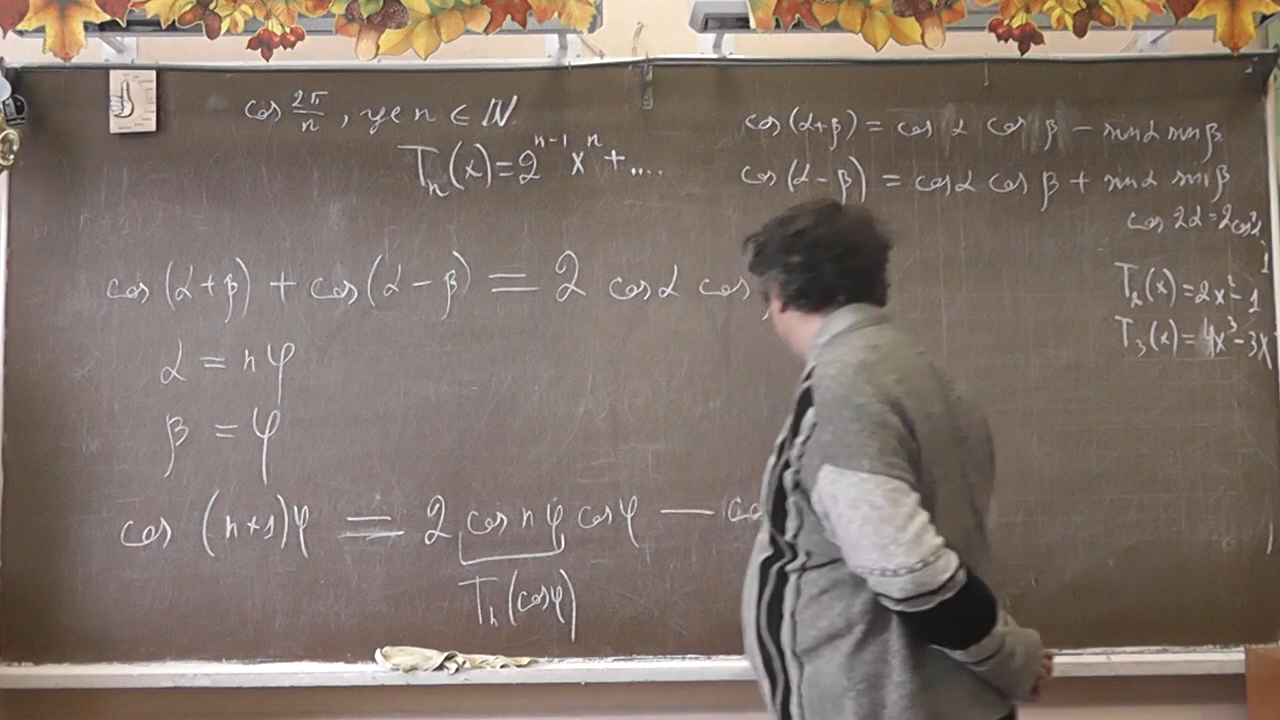 cos 2π/n, де n ∈ ℕ.
Tₙ(x) = 2ⁿ⁻¹ xⁿ + ....
cos(α+β) = cos α cos β − sin α sin β
cos(α−β) = cos α cos β + sin α sin β
cos 2α = 2cos²α
1
T₂(x) = 2x² − 1
T₃(x) = 4x³ − 3x
cos(α+β) + cos(α−β) = 2 cos α cos
α = nφ
β = φ
cos (n+1)φ = 2 cos nφ cos φ −
Tₙ(cos φ)